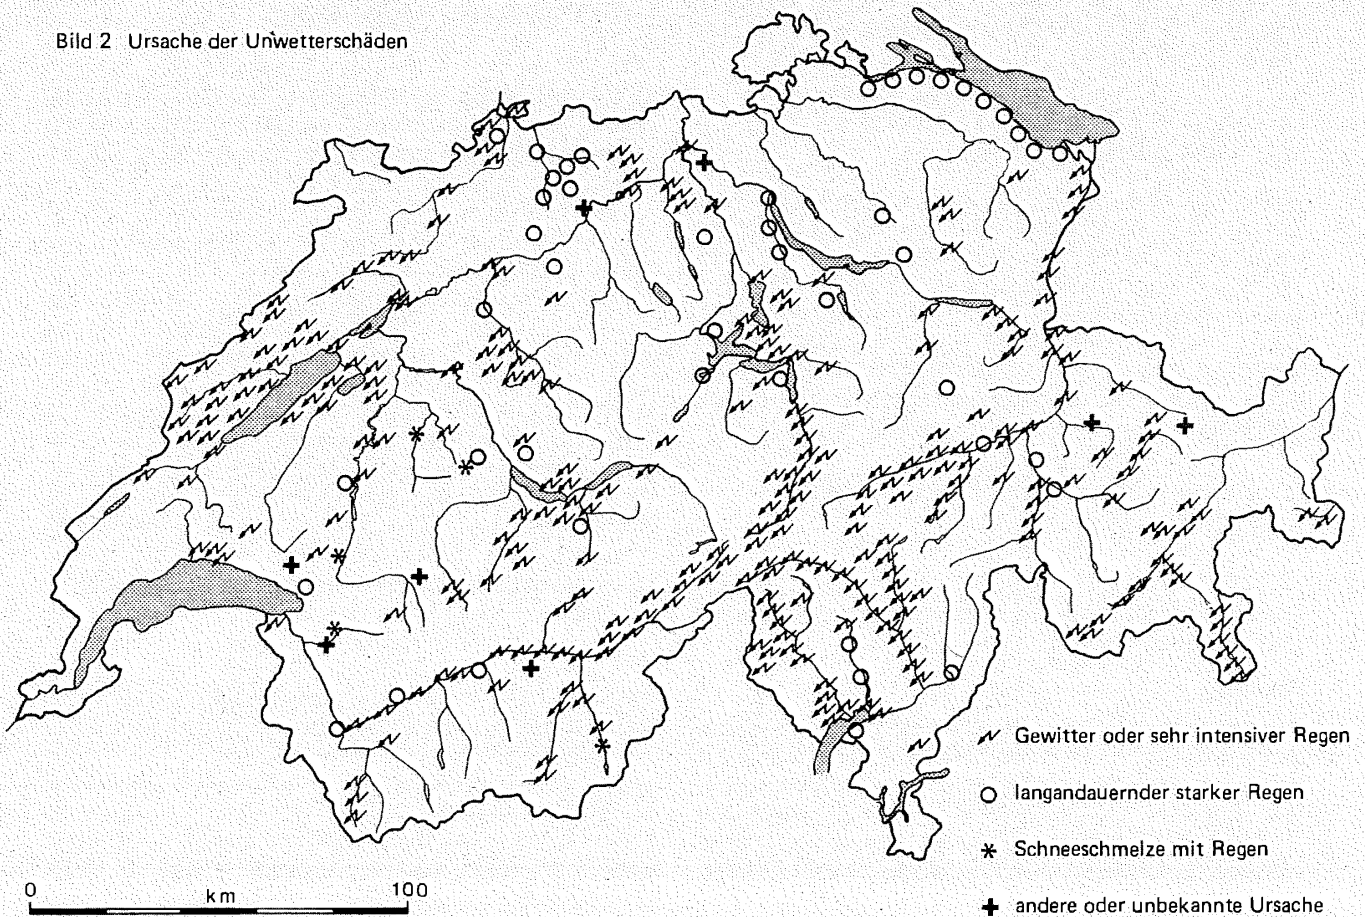 Bild 2 Ursache der Unwetterschäden
Gewitter oder sehr intensiver Regen
langandauernder starker Regen
Schneeschmelze mit Regen
andere oder unbekannte Ursache
0 km 100